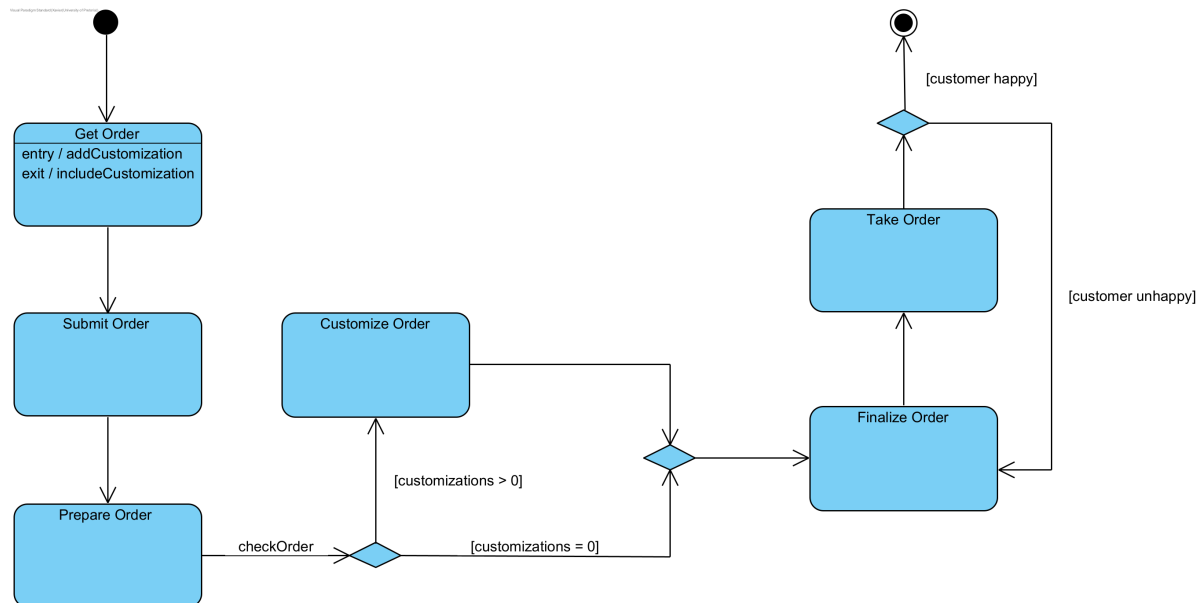 Get Order
entry / addCustomization
exit / includeCustomization
Submit Order
Prepare Order
checkOrder
Customize Order
[customizations > 0]
[customizations = 0]
Finalize Order
Take Order
[customer happy]
[customer unhappy]